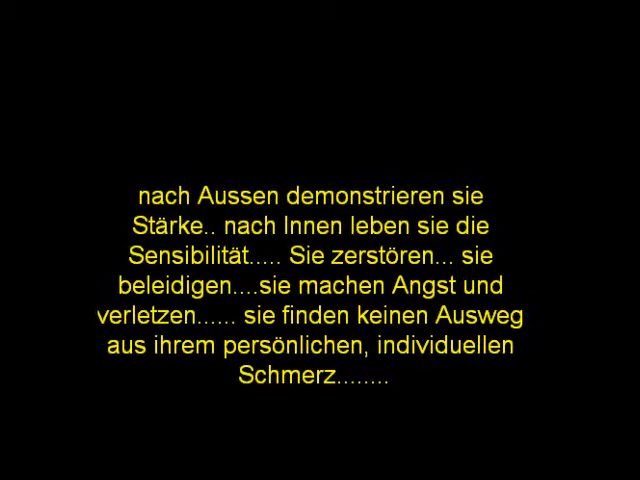 nach Aussen demonstrieren sie
Stärke.. nach Innen leben sie die
Sensibilität..... Sie zerstören... sie
beleidigen....sie machen Angst und
verletzen...... sie finden keinen Ausweg
aus ihrem persönlichen, individuellen
Schmerz........